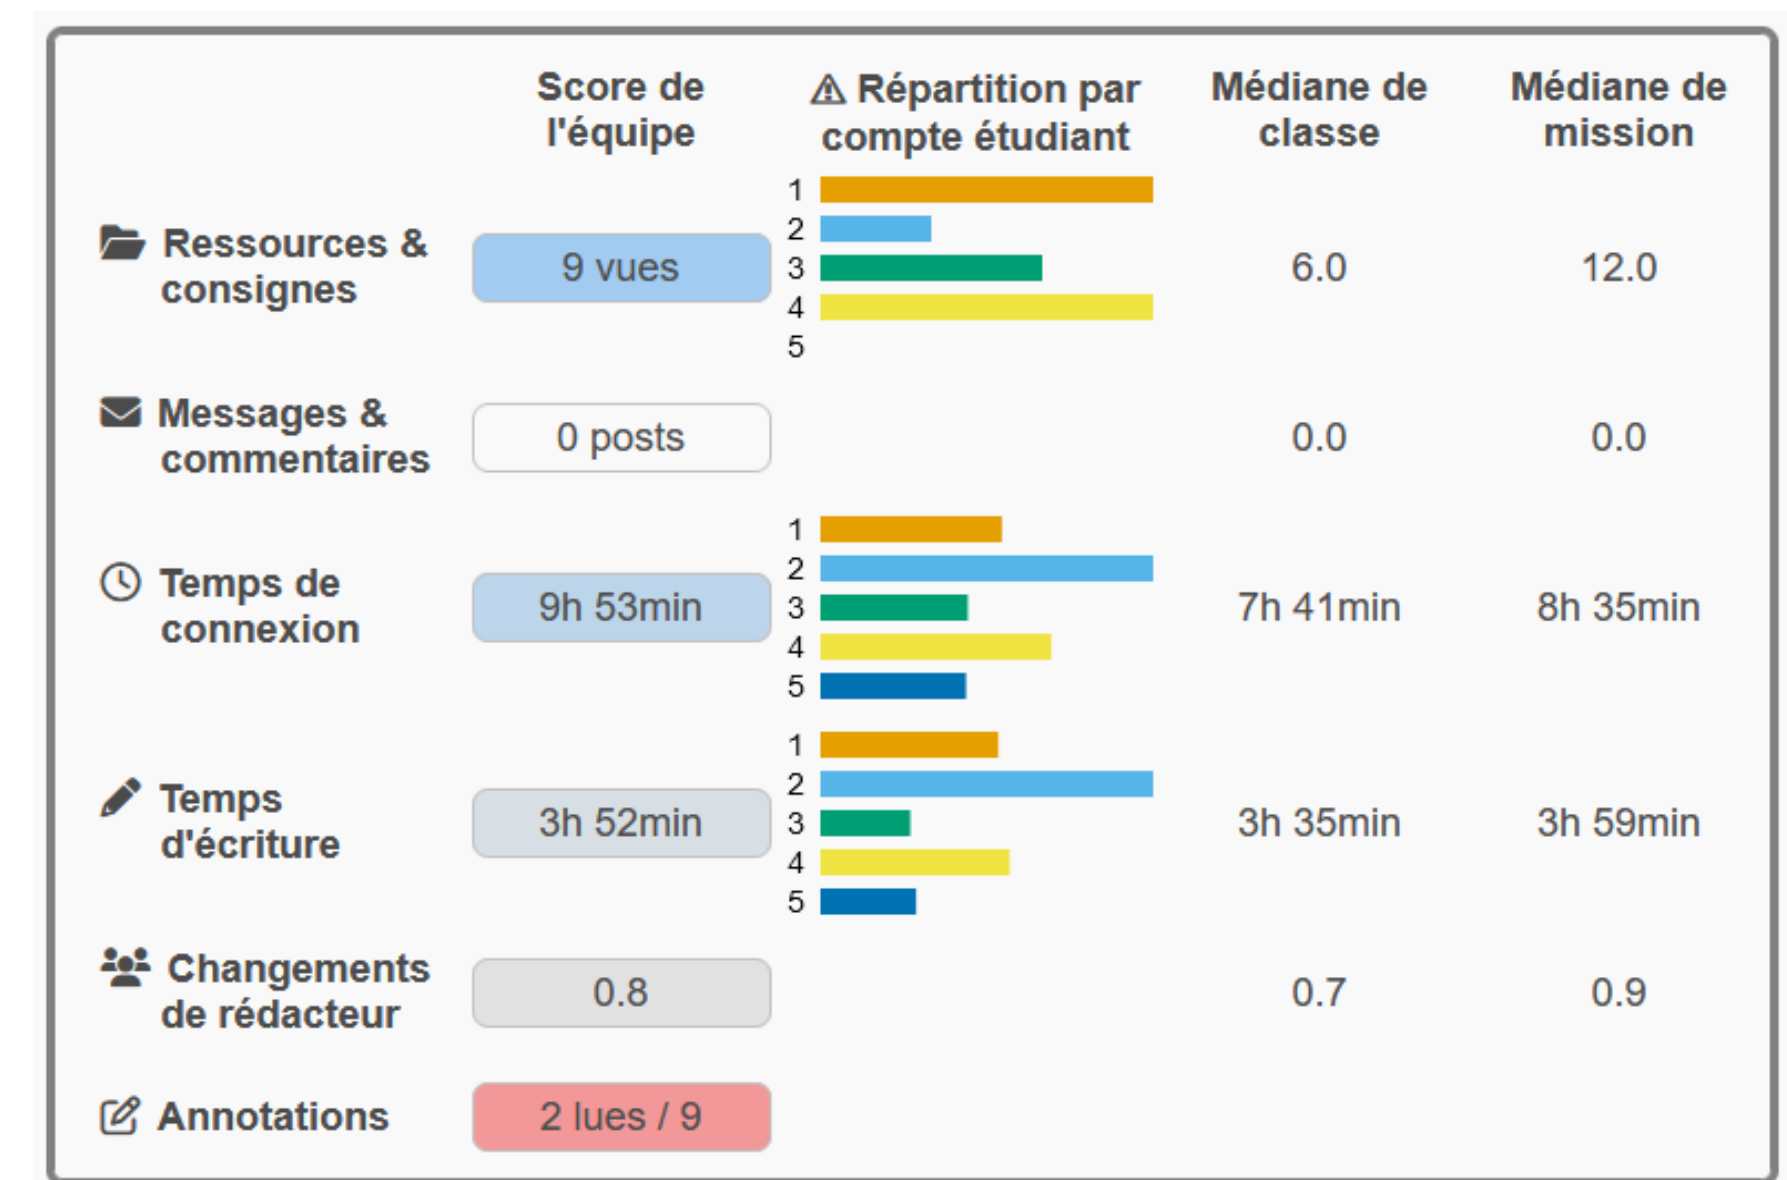 Score de
l'équipe
⚠ Répartition par
compte étudiant
Médiane de
classe
Médiane de
mission
Ressources &
consignes
9 vues
1
2
3
4
5
6.0
12.0
Messages &
commentaires
0 posts
0.0
0.0
Temps de
connexion
9h 53min
1
2
3
4
5
7h 41min
8h 35min
Temps
d'écriture
3h 52min
1
2
3
4
5
3h 35min
3h 59min
Changements
de rédacteur
0.8
0.7
0.9
Annotations
2 lues / 9